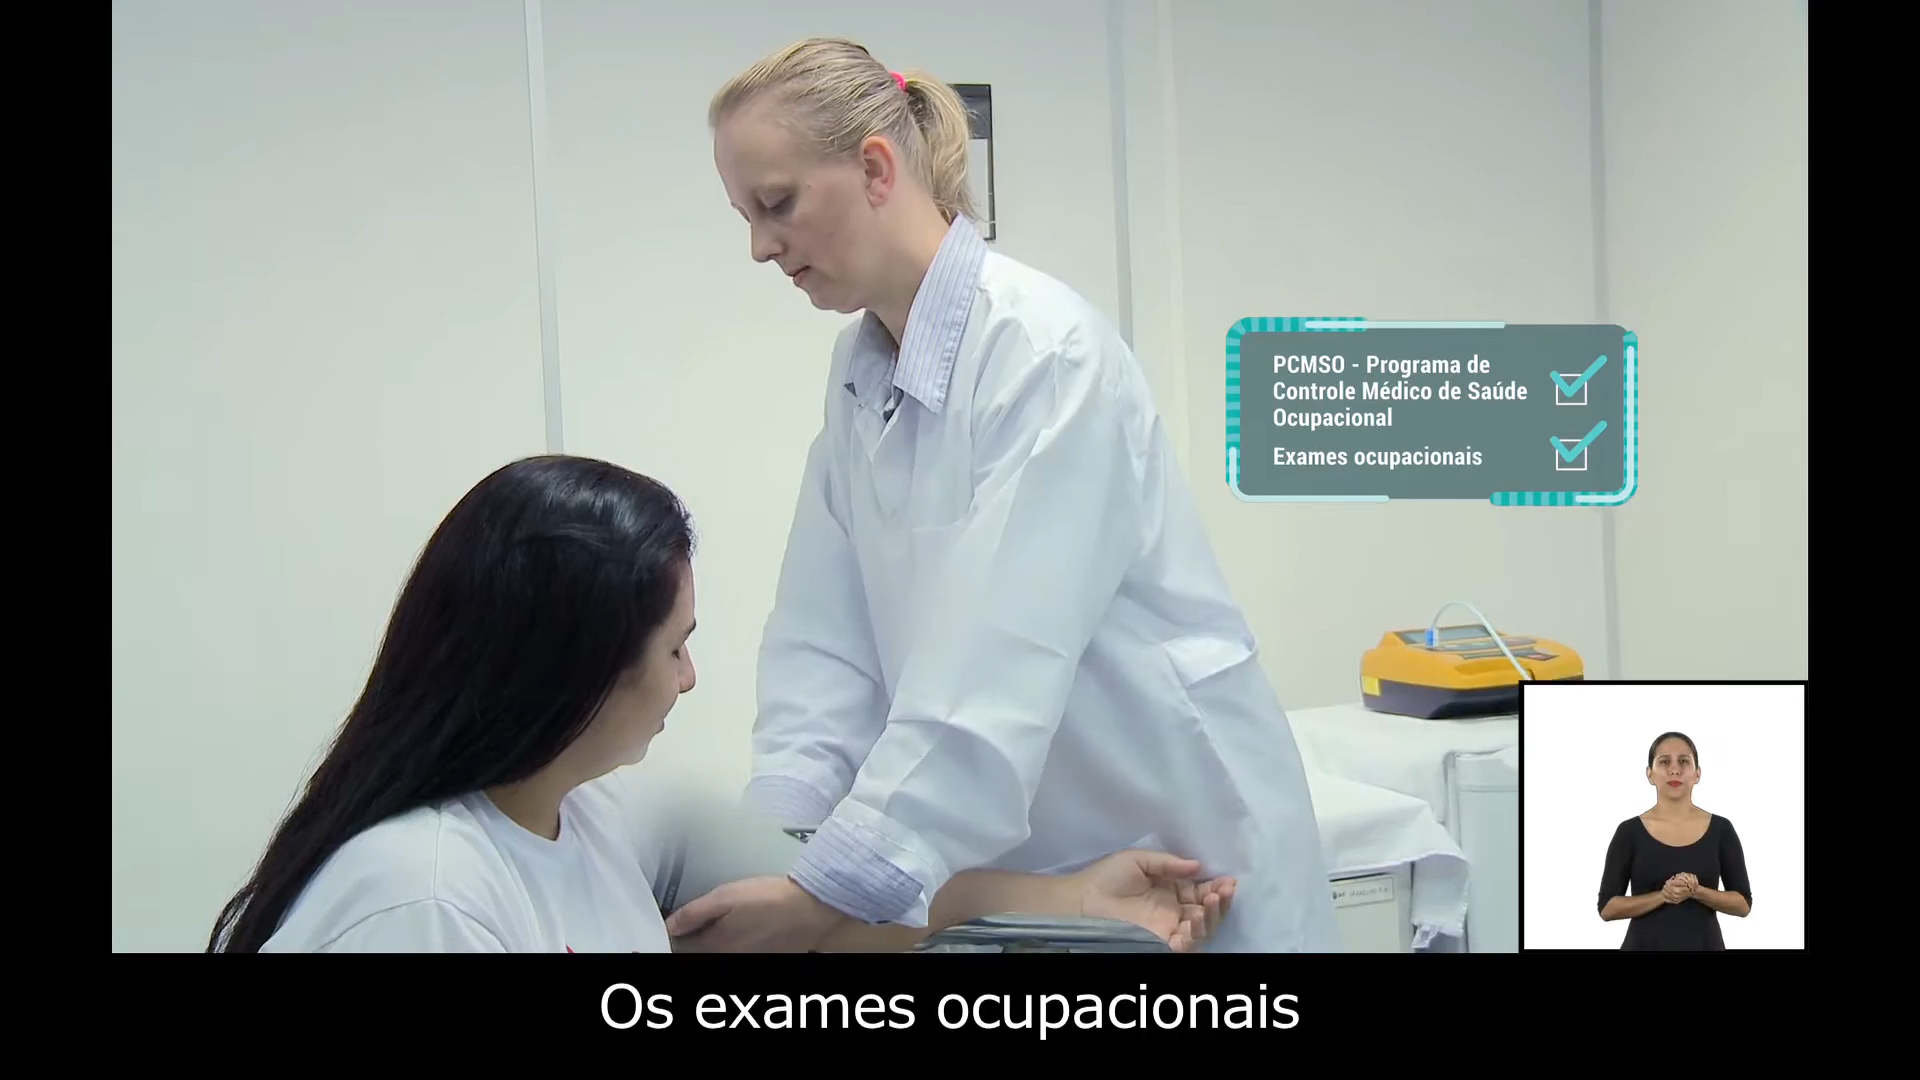 PCMSO - Programa de
Controle Médico de Saúde
Ocupacional
Exames ocupacionais
Os exames ocupacionais